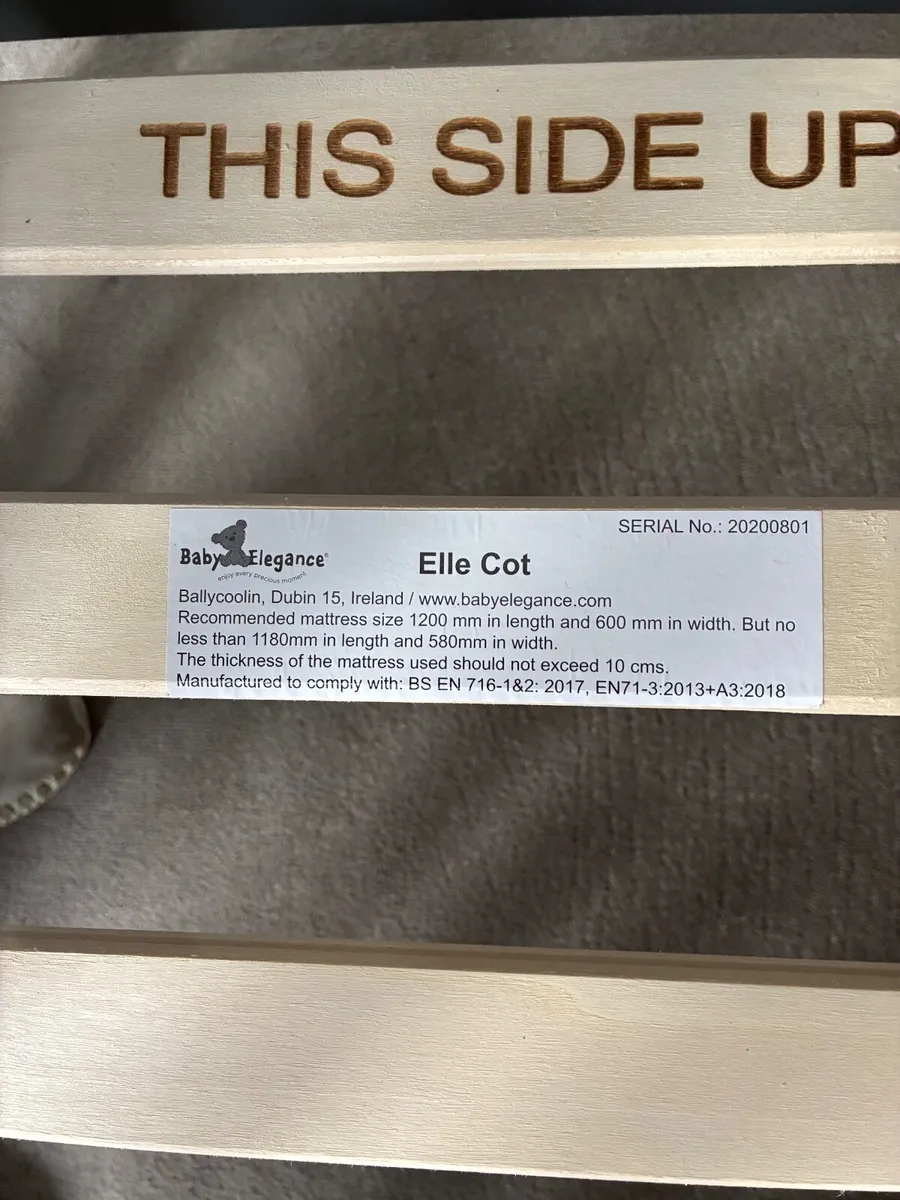 THIS SIDE UP
SERIAL No.: 20200801
Baby Elegance®
enjoy every precious moment
Elle Cot
Ballycoolin, Dubin 15, Ireland / www.babyelegance.com
Recommended mattress size 1200 mm in length and 600 mm in width. But no
less than 1180mm in length and 580mm in width.
The thickness of the mattress used should not exceed 10 cms.
Manufactured to comply with: BS EN 716-1&2: 2017, EN71-3:2013+A3:2018